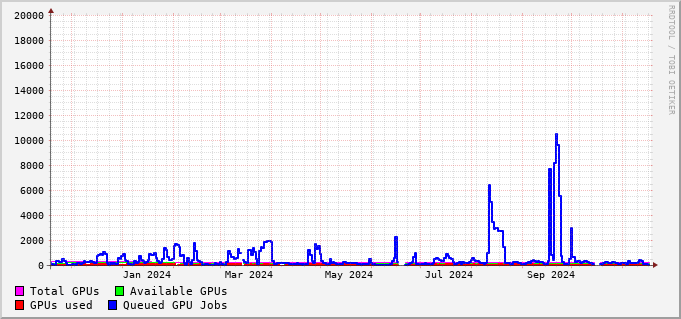 RRDTOOL / TOBI OETIKER
20000
18000
16000
14000
12000
10000
8000
6000
4000
2000
0
Jan 2024 Mar 2024 May 2024 Jul 2024 Sep 2024
Total GPUs Available GPUs
GPUs used Queued GPU Jobs